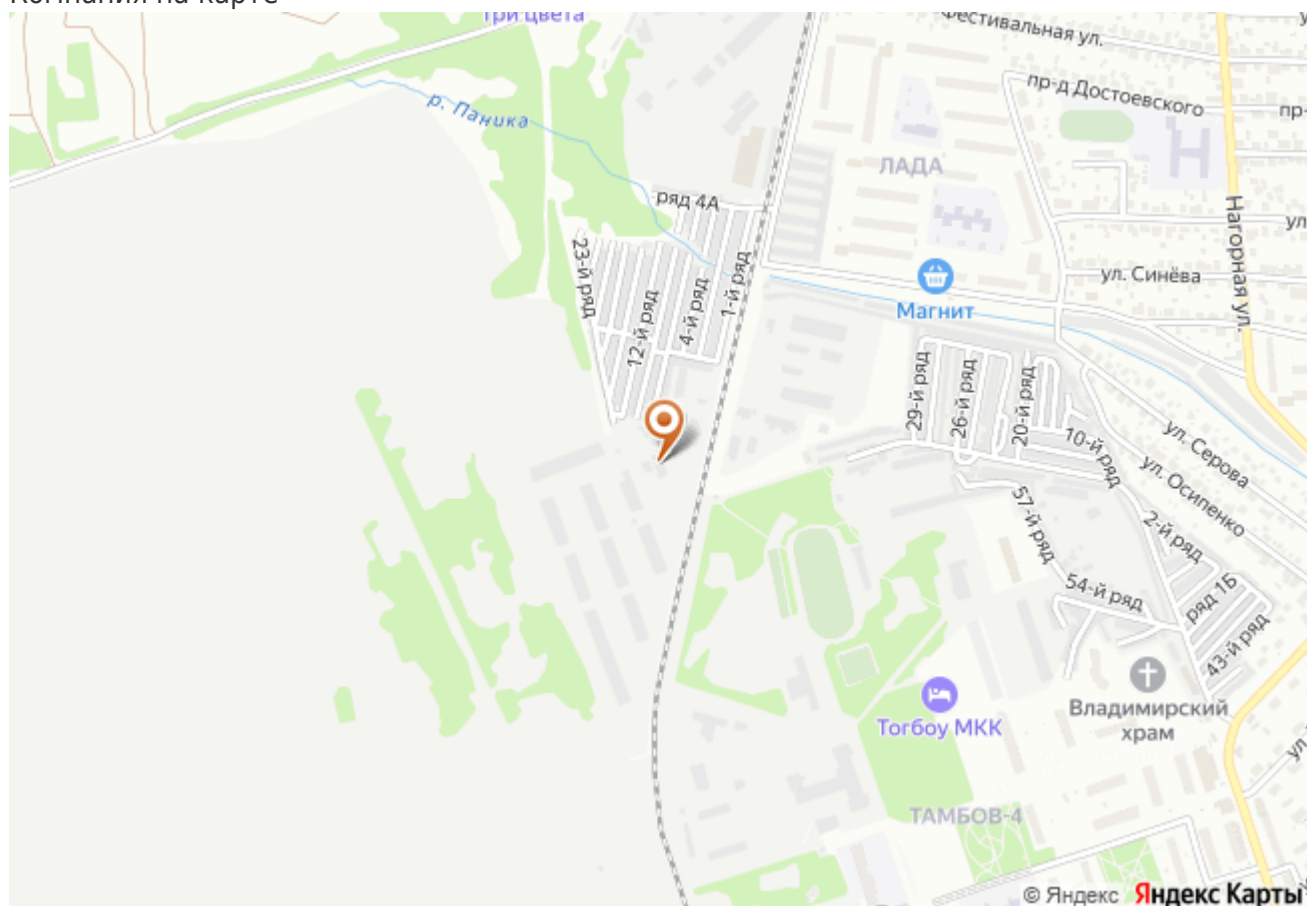 Компания на карте
Три цвета
Фестивальная ул.
р. Паника
пр-д Достоевского
пр-
ЛАДА
ряд 4А
Нагорная ул.
ул
23-й ряд
12-й ряд
4-й ряд
1-й ряд
ул. Синёва
Магнит
29-й ряд
26-й ряд
20-й ряд
10-й ряд
ул. Серова
ул. Осипенко
57-й ряд
2-й ряд
54-й ряд
ряд 1Б
43-й ряд
Владимирский
храм
Тогбоу МКК
ул.
ТАМБОВ-4
© Яндекс Яндекс Карты